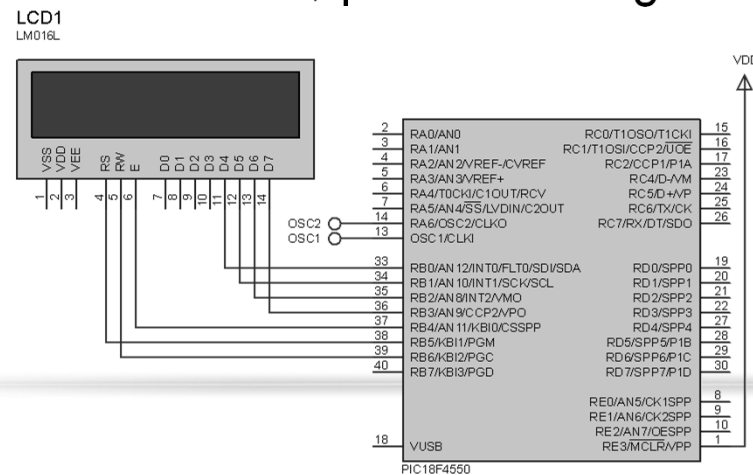 LCD1
LM016L
VSS
VDD
VEE
RS
RW
E
D0
D1
D2
D3
D4
D5
D6
D7
1
2
3
4
5
6
7
8
9
10
11
12
13
14
VDD
2 RA0/AN0
3 RA1/AN1
4 RA2/AN2/VREF-/CVREF
5 RA3/AN3/VREF+
6 RA4/T0CKI/C1OUT/RCV
7 RA5/AN4/SS/LVDIN/C2OUT
OSC2 14 RA6/OSC2/CLKO
OSC1 13 OSC1/CLKI
33 RB0/AN12/INT0/FLT0/SDI/SDA
34 RB1/AN10/INT1/SCK/SCL
35 RB2/AN8/INT2/VMO
36 RB3/AN9/CCP2/VPO
37 RB4/AN11/KBI0/CSSPP
38 RB5/KBI1/PGM
39 RB6/KBI2/PGC
40 RB7/KBI3/PGD
18 VUSB
RC0/T1OSO/T1CKI 15
RC1/T1OSI/CCP2/UOE 16
RC2/CCP1/P1A 17
RC4/D-/VM 23
RC5/D+/VP 24
RC6/TX/CK 25
RC7/RX/DT/SDO 26
RD0/SPP0 19
RD1/SPP1 20
RD2/SPP2 21
RD3/SPP3 22
RD4/SPP4 27
RD5/SPP5/P1B 28
RD6/SPP6/P1C 29
RD7/SPP7/P1D 30
RE0/AN5/CK1SPP 8
RE1/AN6/CK2SPP 9
RE2/AN7/OESPP 10
RE3/MCLR/VPP 1
PIC18F4550